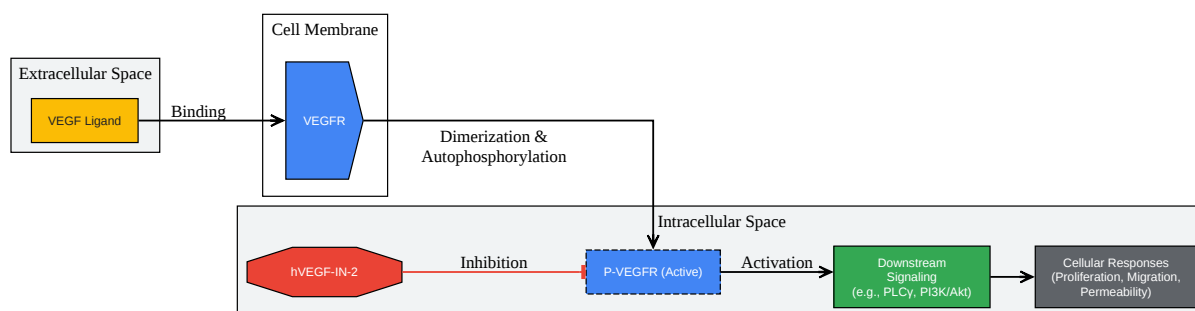 Cell Membrane
Extracellular Space
VEGF Ligand
Binding
VEGFR
Dimerization &
Autophosphorylation
Intracellular Space
hVEGF-IN-2
Inhibition
P-VEGFR (Active)
Activation
Downstream
Signaling
(e.g., PLCγ, PI3K/Akt)
Cellular Responses
(Proliferation, Migration,
Permeability)